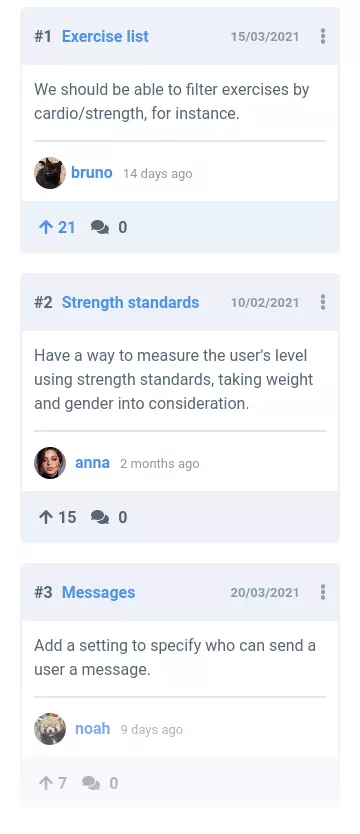 #1 Exercise list 15/03/2021
We should be able to filter exercises by
cardio/strength, for instance.
bruno 14 days ago
21 0
#2 Strength standards 10/02/2021
Have a way to measure the user's level
using strength standards, taking weight
and gender into consideration.
anna 2 months ago
15 0
#3 Messages 20/03/2021
Add a setting to specify who can send a
user a message.
noah 9 days ago
7 0